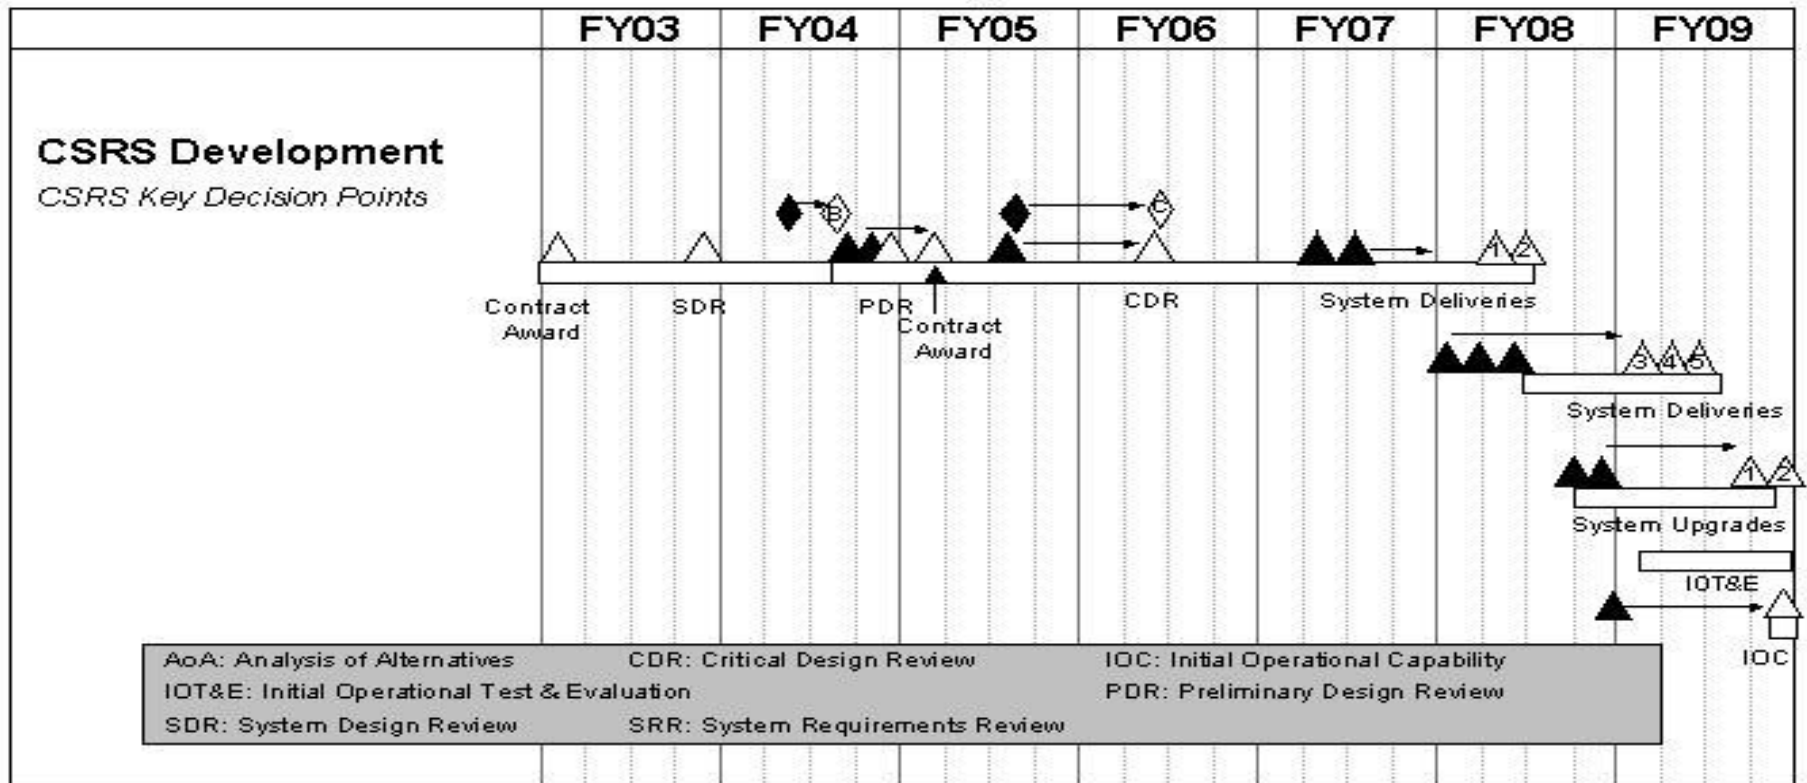 FY03 FY04 FY05 FY06 FY07 FY08 FY09
CSRS Development
CSRS Key Decision Points
B C
1 2
Contract Award
SDR
PDR
Contract Award
CDR
System Deliveries
3 4 5
System Deliveries
1 2
System Upgrades
IOT&E
IOC
AoA: Analysis of Alternatives CDR: Critical Design Review IOC: Initial Operational Capability
IOT&E: Initial Operational Test & Evaluation PDR: Preliminary Design Review
SDR: System Design Review SRR: System Requirements Review